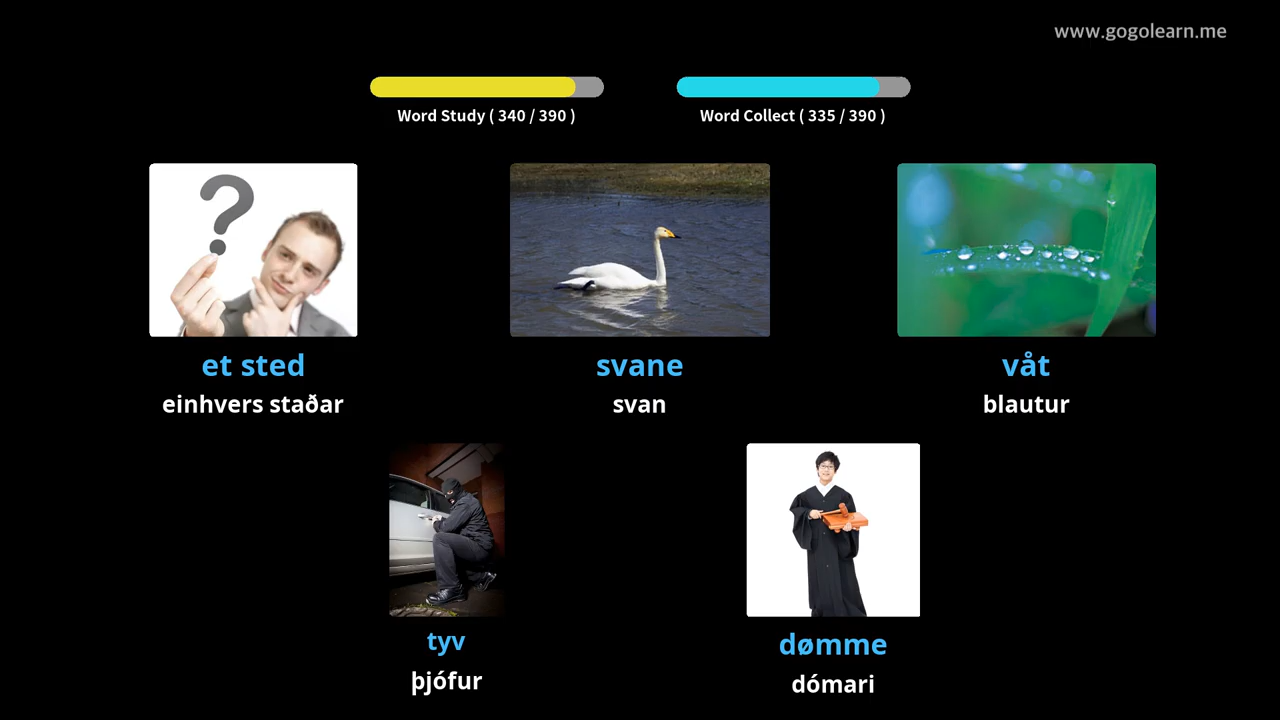 www.gogolearn.me
Word Study ( 340 / 390 )
Word Collect ( 335 / 390 )
et sted
einhvers staðar
svane
svan
våt
blautur
tyv
þjófur
dømme
dómari